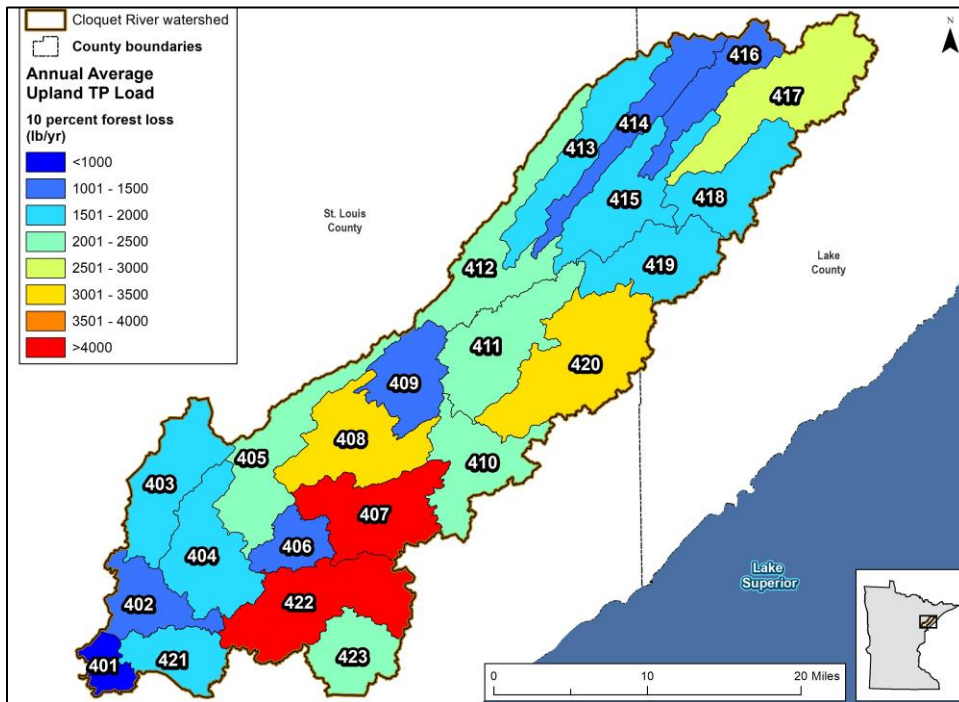 Cloquet River watershed
County boundaries
Annual Average
Upland TP Load
10 percent forest loss
(lb/yr)
<1000
1001 - 1500
1501 - 2000
2001 - 2500
2501 - 3000
3001 - 3500
3501 - 4000
>4000
N
416
417
414
413
415
418
St. Louis
County
412
419
Lake
County
411
420
409
408
405
410
403
407
406
404
Lake
Superior
402
422
423
401
421
0
10
20 Miles